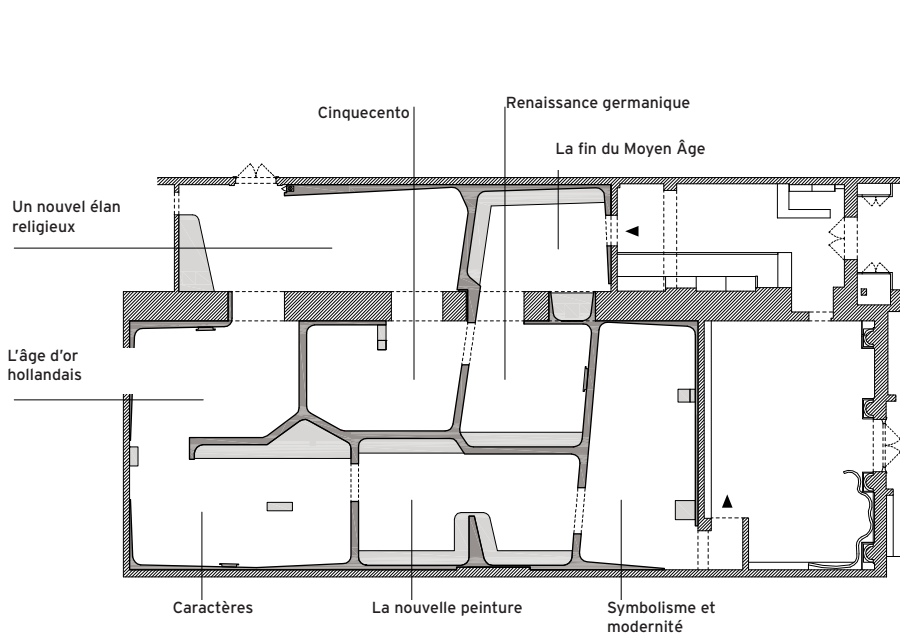 Cinquecento
Renaissance germanique
La fin du Moyen Âge
Un nouvel élan
religieux
L'âge d'or
hollandais
Caractères
La nouvelle peinture
Symbolisme et
modernité